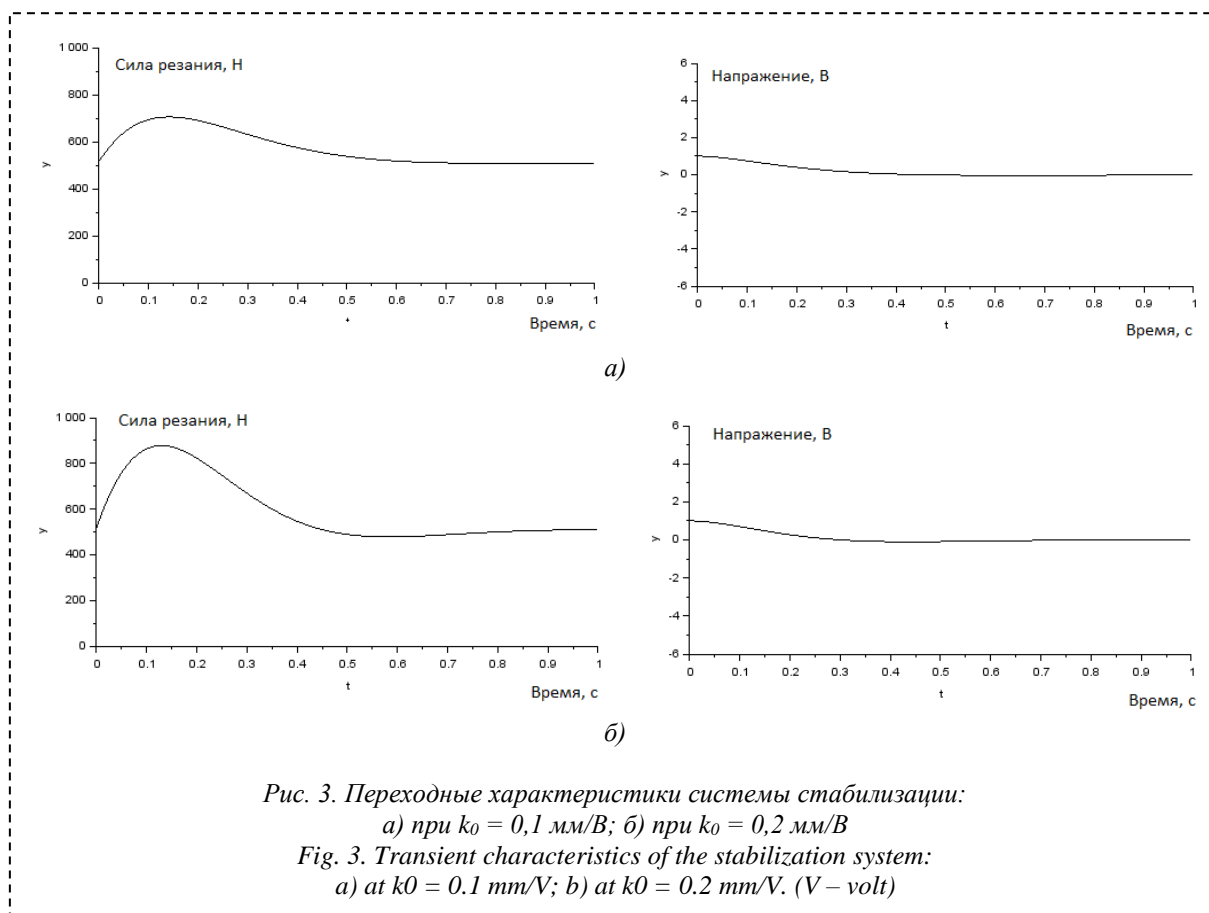 Сила резания, Н
1 000
800
600
400
200
0
y
0 0.1 0.2 0.3 0.4 0.5 0.6 0.7 0.8 0.9 1
Время, с
Напражение, В
6
4
2
0
-2
-4
-6
y
0 0.1 0.2 0.3 0.4 0.5 0.6 0.7 0.8 0.9 1
t
Время, с
а)
Сила резания, Н
1 000
800
600
400
200
0
y
0 0.1 0.2 0.3 0.4 0.5 0.6 0.7 0.8 0.9 1
t
Время, с
Напражение, В
6
4
2
0
-2
-4
-6
y
0 0.1 0.2 0.3 0.4 0.5 0.6 0.7 0.8 0.9 1
t
Время, с
б)
Рис. 3. Переходные характеристики системы стабилизации:
а) при k0 = 0,1 мм/В; б) при k0 = 0,2 мм/В
Fig. 3. Transient characteristics of the stabilization system:
a) at k0 = 0.1 mm/V; b) at k0 = 0.2 mm/V. (V – volt)